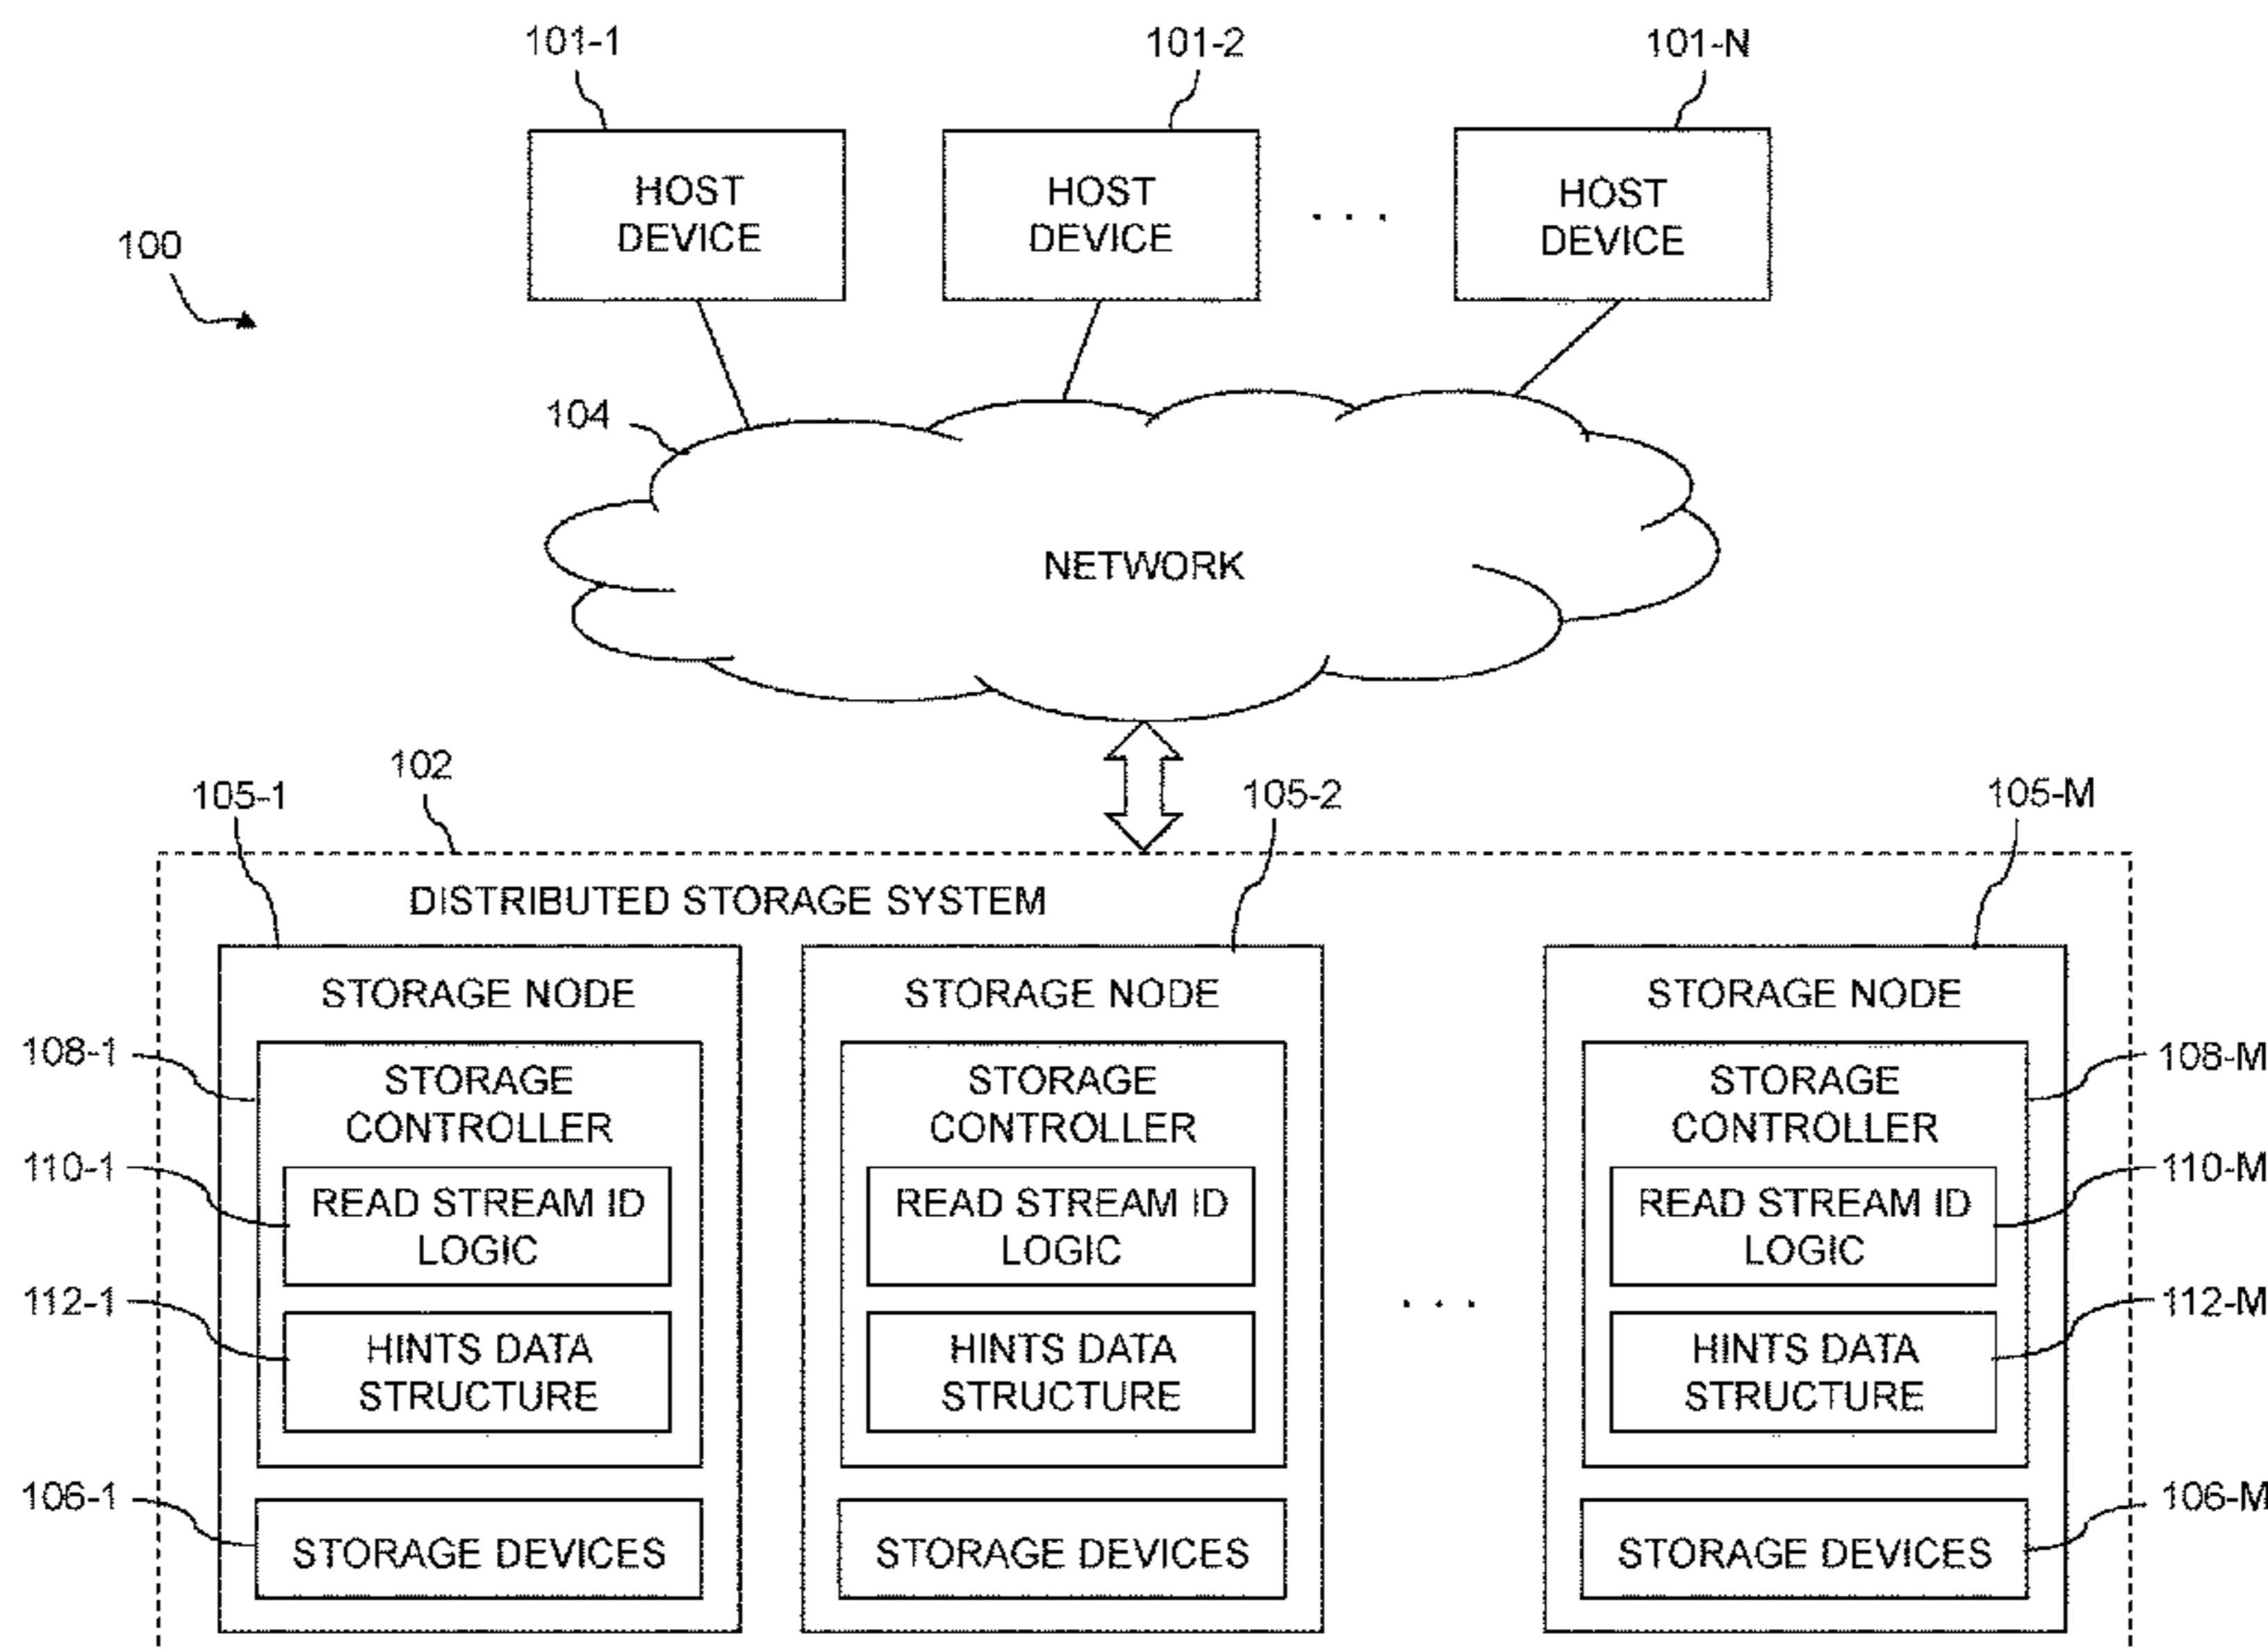 101-1 101-2 101-N
HOST HOST HOST
DEVICE DEVICE . . . DEVICE
100
104
NETWORK
102
105-1 105-2 105-M
DISTRIBUTED STORAGE SYSTEM
STORAGE NODE STORAGE NODE STORAGE NODE
108-1 STORAGE STORAGE STORAGE 108-M
CONTROLLER CONTROLLER CONTROLLER
110-1 READ STREAM ID READ STREAM ID READ STREAM ID 110-M
LOGIC LOGIC LOGIC
112-1 HINTS DATA HINTS DATA . . . HINTS DATA 112-M
STRUCTURE STRUCTURE STRUCTURE
106-1 STORAGE DEVICES STORAGE DEVICES STORAGE DEVICES 106-M